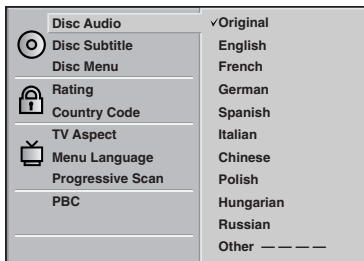 Disc Audio
Disc Subtitle
Disc Menu
Rating
Country Code
TV Aspect
Menu Language
Progressive Scan
PBC
✓Original
English
French
German
Spanish
Italian
Chinese
Polish
Hungarian
Russian
Other — — — —